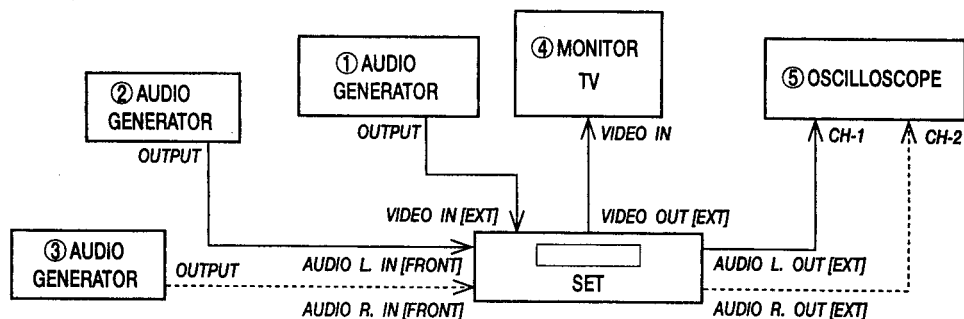 ① AUDIO
GENERATOR
OUTPUT
② AUDIO
GENERATOR
OUTPUT
③ AUDIO
GENERATOR
OUTPUT
④ MONITOR
TV
VIDEO IN
⑤ OSCILLOSCOPE
CH-1
CH-2
VIDEO IN [EXT]
VIDEO OUT [EXT]
AUDIO L. IN [FRONT]
SET
AUDIO L. OUT [EXT]
AUDIO R. IN [FRONT]
AUDIO R. OUT [EXT]